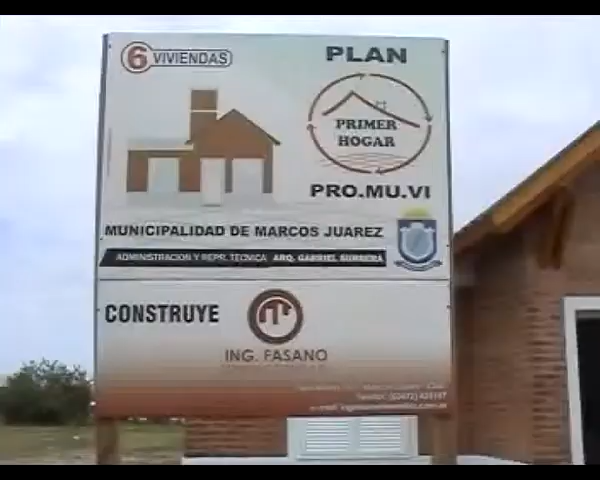 6 VIVIENDAS
PLAN
PRIMER
HOGAR
PRO.MU.VI
MUNICIPALIDAD DE MARCOS JUAREZ
ADMINISTRACION Y REPR. TECNICA ARQ. GABRIEL
CONSTRUYE
ING. FASANO